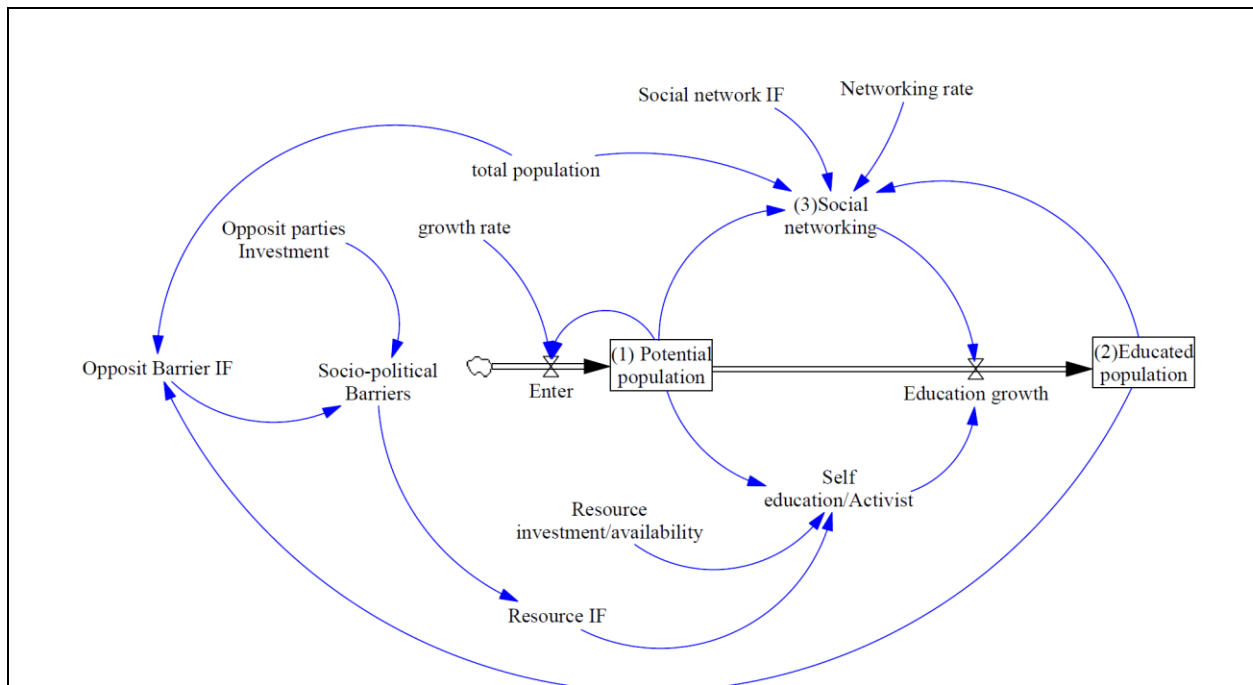 Social network IF
Networking rate
total population
(3)Social
networking
Opposit parties
Investment
growth rate
Opposit Barrier IF
Socio-political
Barriers
Enter
(1) Potential
population
Education growth
(2)Educated
population
Self
education/Activist
Resource
investment/availability
Resource IF